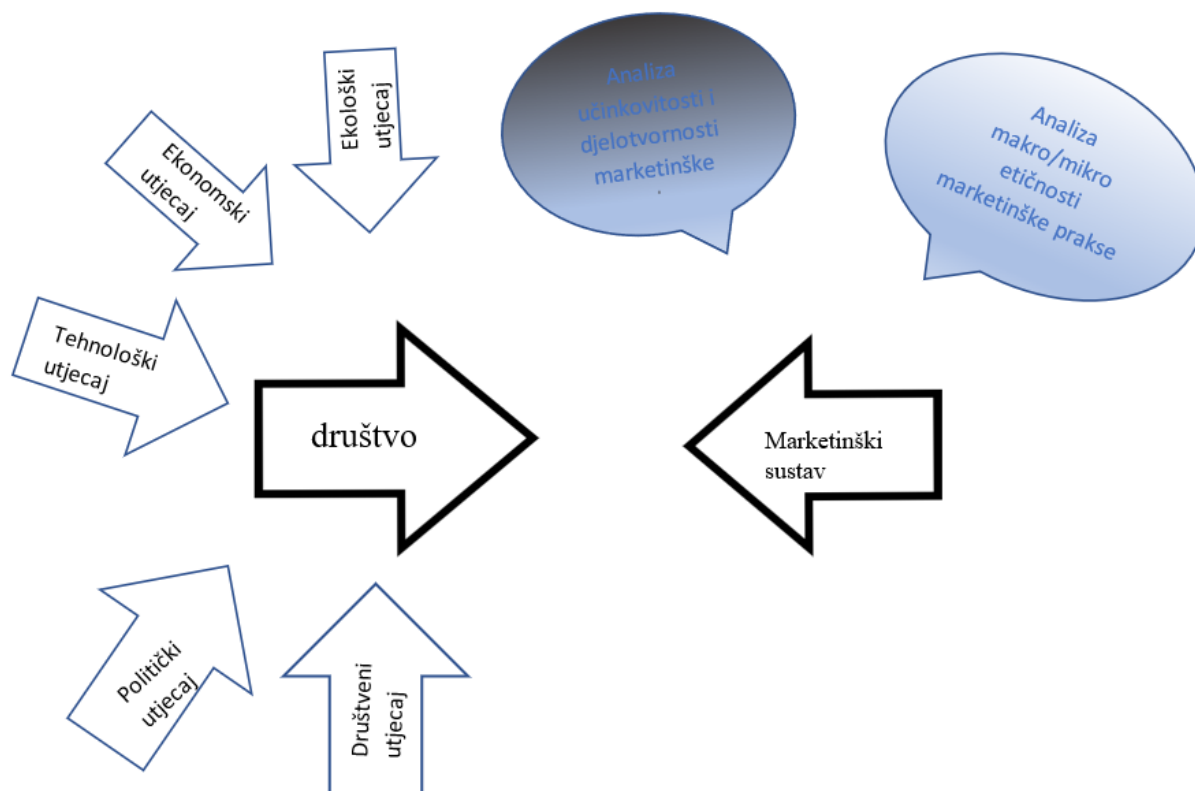 Ekološki
utjecaj
Analiza
učinkovitosti i
djelotvornosti
marketinške
Analiza
makro/mikro
etičnosti
marketinške prakse
Ekonomski
utjecaj
Tehnološki
utjecaj
društvo
Marketinški
sustav
Politički
utjecaj
Društveni
utjecaj